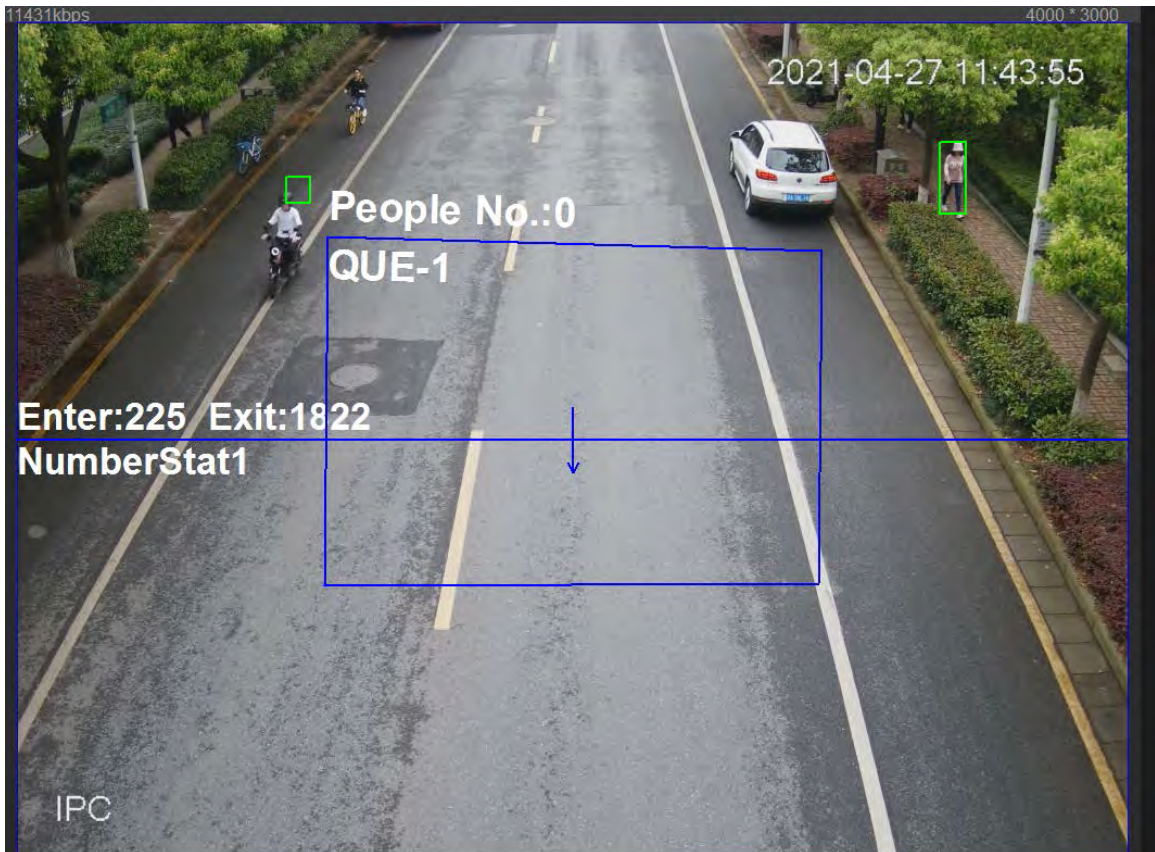 11431kbps
4000 * 3000
2021-04-27 11:43:55
People No.:0
QUE-1
Enter:225 Exit:1822
NumberStat1
IPC